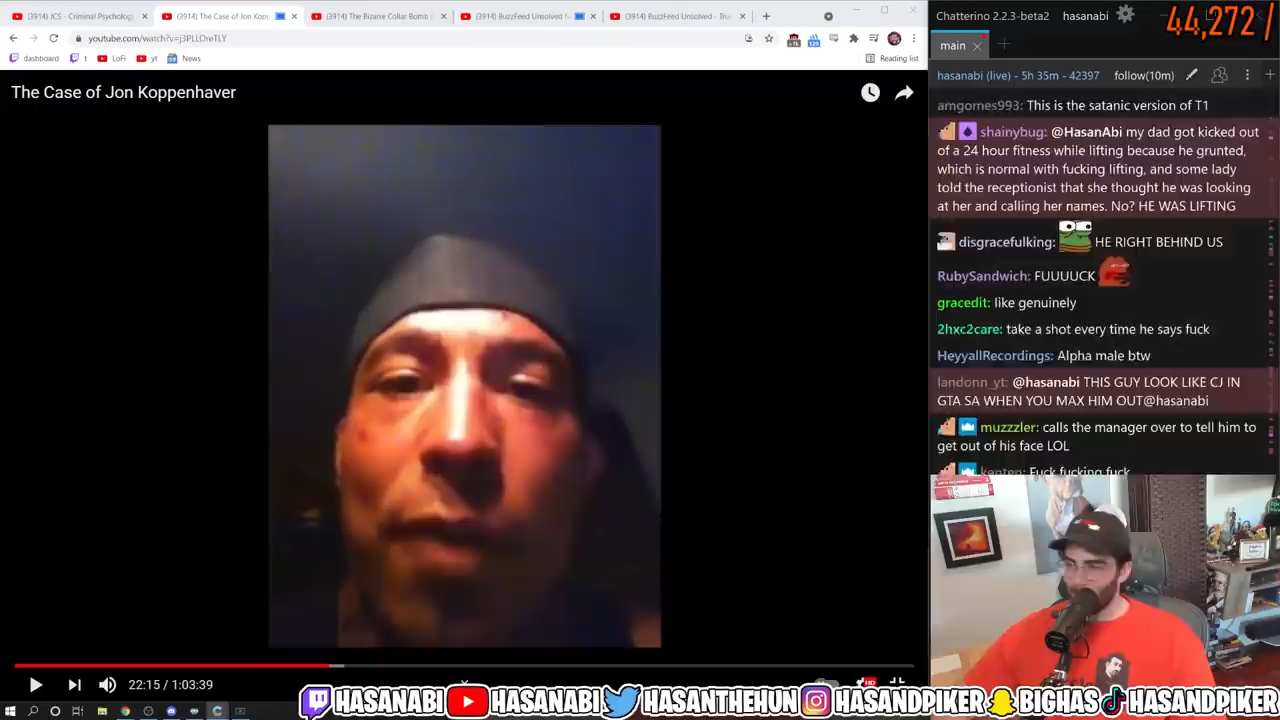 (3914) JCS - Criminal Psycholog
(3914) The Case of Jon Kopp
(3914) The Bizarre Collar Bomb
(3914) BuzzFeed Unsolved
(3914) BuzzFeed Unsolved - Tru
Chatterino 2.2.3-beta2
hasanabi
44,272 /
youtube.com/watch?v=j3PLLOreTLY
main
dashboard
t
LoFi
yt
News
Reading list
hasanabi (live) - 5h 35m - 42397
follow(10m)
The Case of Jon Koppenhaver
amgomes993: This is the satanic version of T1
shainybug: @HasanAbi my dad got kicked out
of a 24 hour fitness while lifting because he grunted,
which is normal with fucking lifting, and some lady
told the receptionist that she thought he was looking
at her and calling her names. No? HE WAS LIFTING
disgracefulking: HE RIGHT BEHIND US
RubySandwich: FUUUUCK
gracedit: like genuinely
2hxc2care: take a shot every time he says fuck
HeyyallRecordings: Alpha male btw
landonn_yt: @hasanabi THIS GUY LOOK LIKE CJ IN
GTA SA WHEN YOU MAX HIM OUT@hasanabi
muzzzler: calls the manager over to tell him to
get out of his face LOL
kenten: Fuck fucking fuck
22:15 / 1:03:39
HD
HASANABI
HASANABI
HASANTHEHUN
HASANDPIKER
BIGHAS
HASANDPIKER